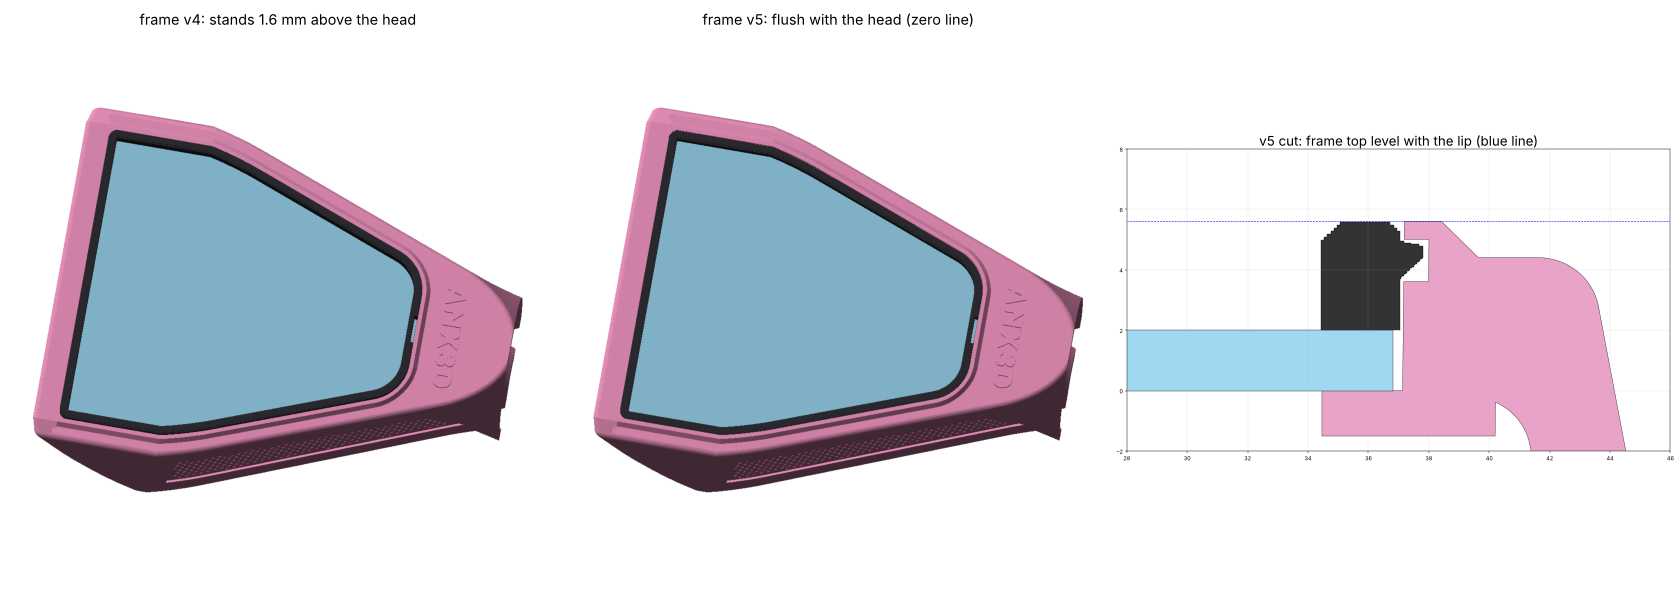 frame v4: stands 1.6 mm above the head
frame v5: flush with the head (zero line)
v5 cut: frame top level with the lip (blue line)
8
6
4
2
0
−2
28 30 32 34 36 38 40 42 44 46